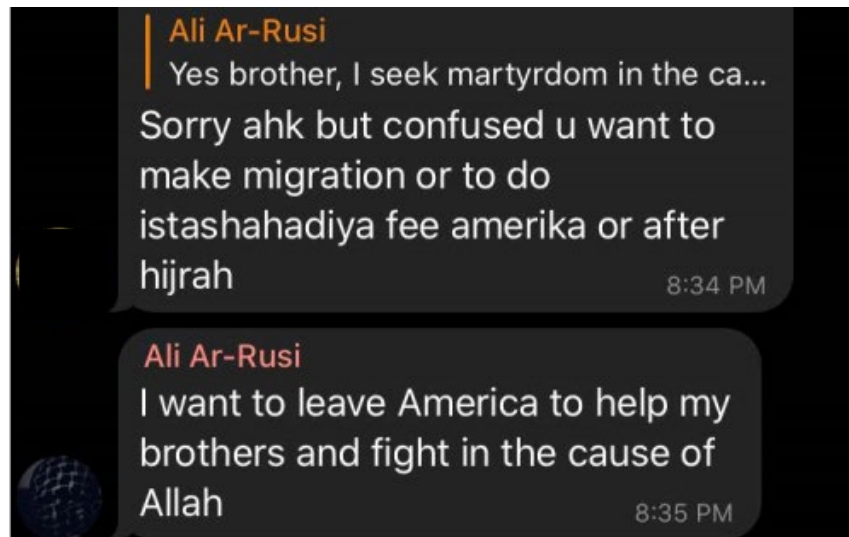 Ali Ar-Rusi
Yes brother, I seek martyrdom in the ca...
Sorry ahk but confused u want to
make migration or to do
istashahadiya fee amerika or after
hijrah
8:34 PM
Ali Ar-Rusi
I want to leave America to help my
brothers and fight in the cause of
Allah
8:35 PM